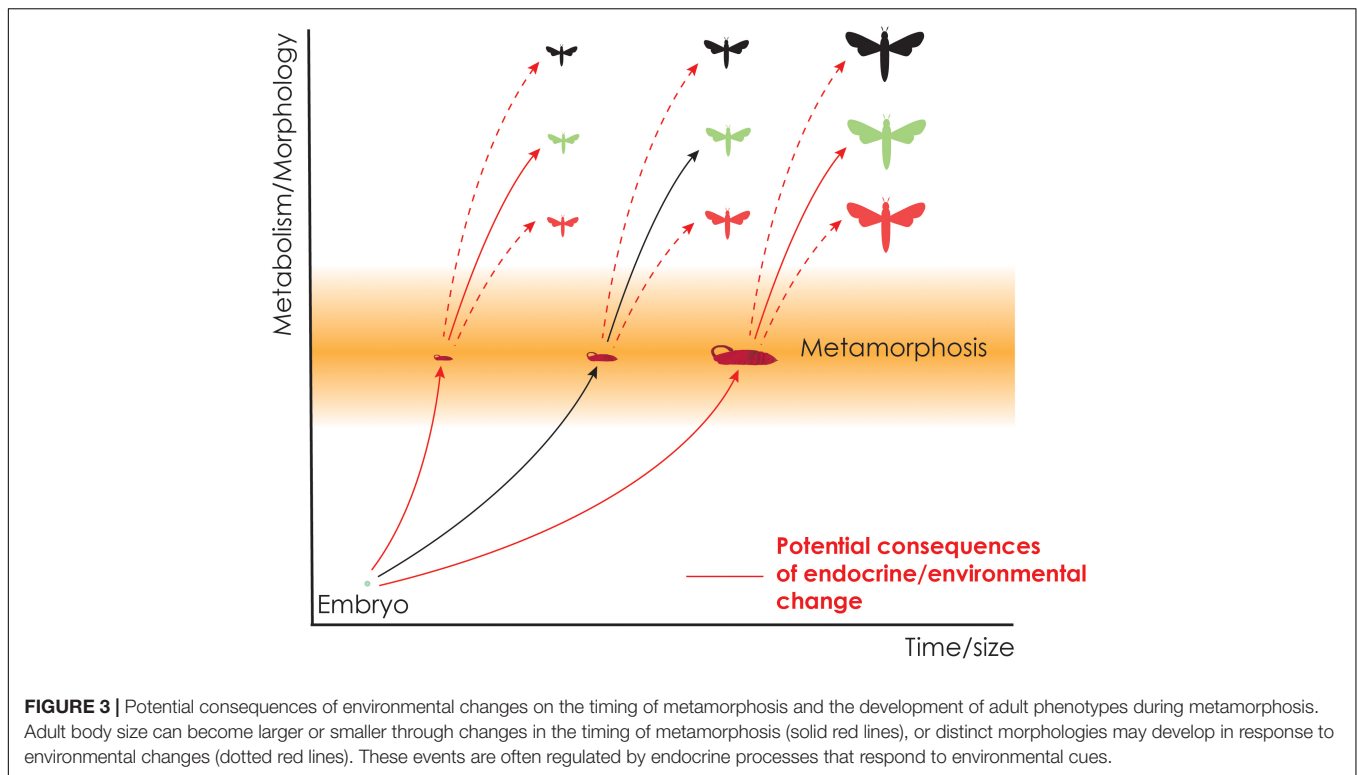 Metabolism/Morphology
Metamorphosis
Potential consequences
of endocrine/environmental
change
Embryo
Time/size
FIGURE 3 | Potential consequences of environmental changes on the timing of metamorphosis and the development of adult phenotypes during metamorphosis.
Adult body size can become larger or smaller through changes in the timing of metamorphosis (solid red lines), or distinct morphologies may develop in response to
environmental changes (dotted red lines). These events are often regulated by endocrine processes that respond to environmental cues.